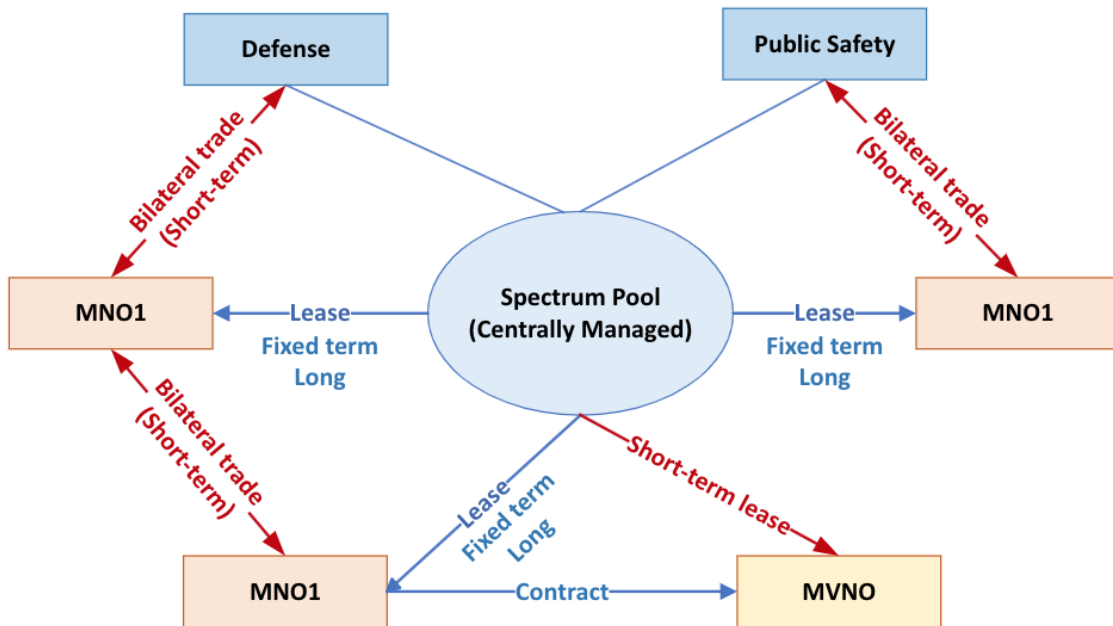 Defense
Public Safety
Bilateral trade
(Short-term)
Bilateral trade
(Short-term)
Spectrum Pool
(Centrally Managed)
MNO1
Lease
Fixed term
Long
Lease
Fixed term
Long
MNO1
Bilateral trade
(Short-term)
Lease
Fixed term
Long
Short-term lease
MNO1
Contract
MVNO